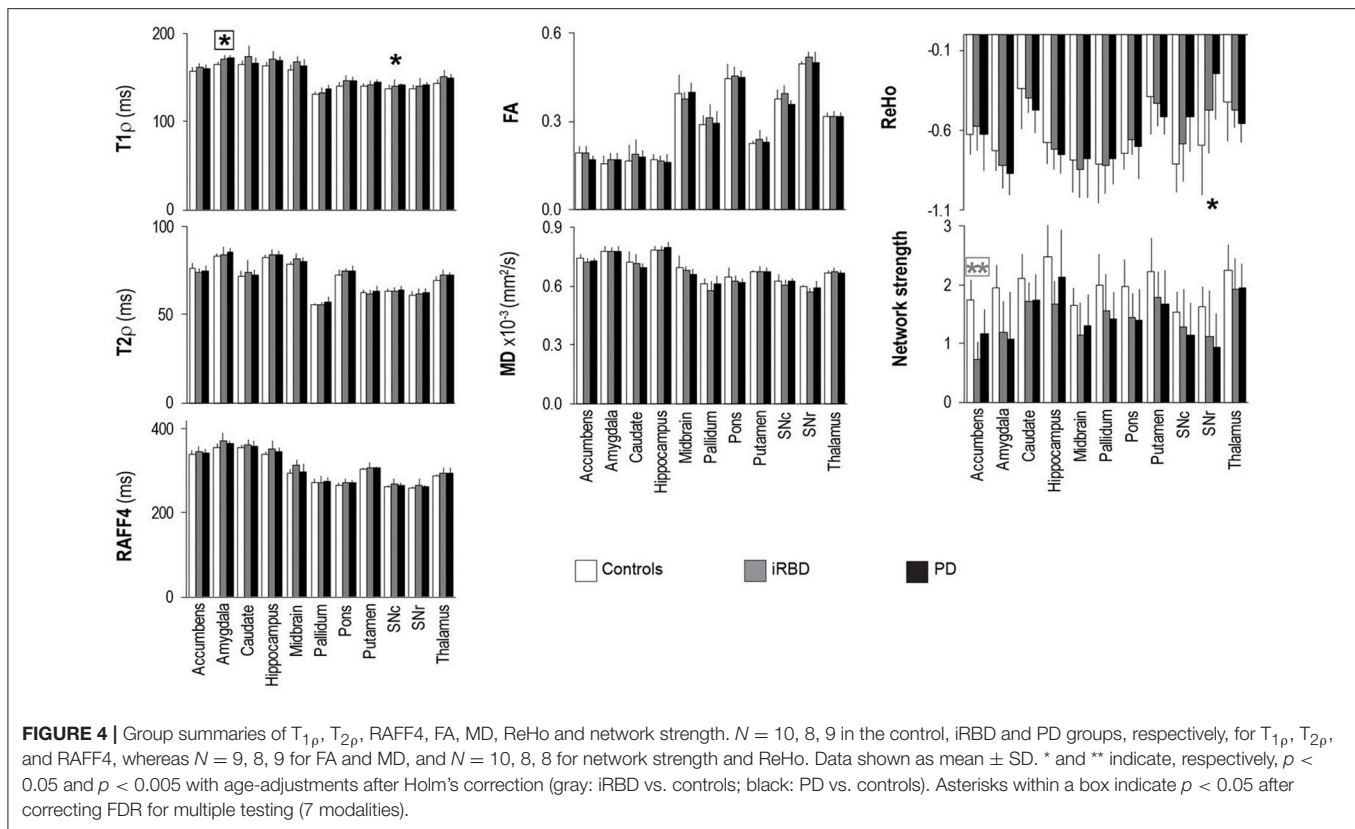 T1ρ (ms)
200
100
0
*
*
T2ρ (ms)
100
50
0
RAFF4 (ms)
400
200
0
Accumbens
Amygdala
Caudate
Hippocampus
Midbrain
Pallidum
Pons
Putamen
SNc
SNr
Thalamus
FA
0.6
0.3
0.0
MD x10-3 (mm²/s)
0.9
0.6
0.3
0.0
Accumbens
Amygdala
Caudate
Hippocampus
Midbrain
Pallidum
Pons
Putamen
SNc
SNr
Thalamus
ReHo
-0.1
-0.6
-1.1
*
Network strength
**
2
1
0
Accumbens
Amygdala
Caudate
Hippocampus
Midbrain
Pallidum
Pons
Putamen
SNc
SNr
Thalamus
Controls
iRBD
PD
FIGURE 4 | Group summaries of T1ρ, T2ρ, RAFF4, FA, MD, ReHo and network strength. N = 10, 8, 9 in the control, iRBD and PD groups, respectively, for T1ρ, T2ρ,
and RAFF4, whereas N = 9, 8, 9 for FA and MD, and N = 10, 8, 8 for network strength and ReHo. Data shown as mean ± SD. * and ** indicate, respectively, p <
0.05 and p < 0.005 with age-adjustments after Holm's correction (gray: iRBD vs. controls; black: PD vs. controls). Asterisks within a box indicate p < 0.05 after
correcting FDR for multiple testing (7 modalities).